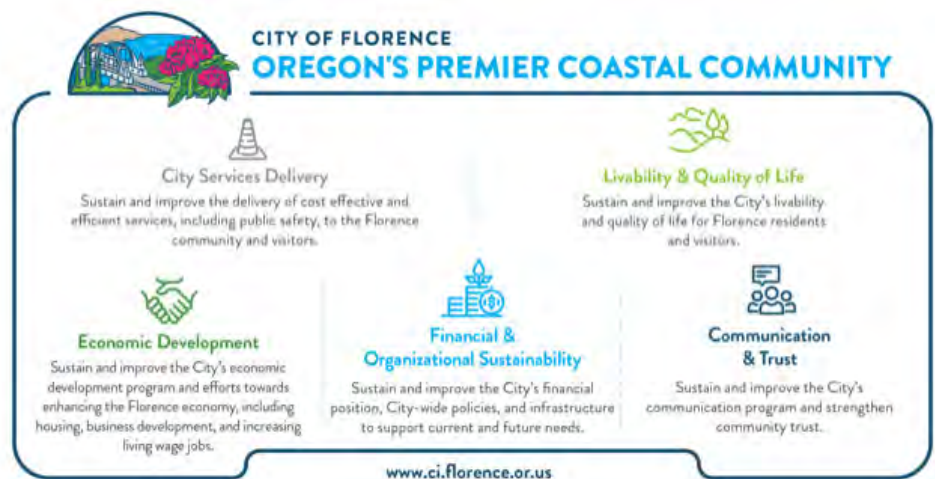 CITY OF FLORENCE
OREGON'S PREMIER COASTAL COMMUNITY
City Services Delivery
Sustain and improve the delivery of cost effective and
efficient services, including public safety, to the Florence
community and visitors.
Livability & Quality of Life
Sustain and improve the City's livability
and quality of life for Florence residents
and visitors.
Economic Development
Sustain and improve the City's economic
development program and efforts towards
enhancing the Florence economy, including
housing, business development, and increasing
living wage jobs.
Financial &
Organizational Sustainability
Sustain and improve the City's financial
position, City-wide policies, and infrastructure
to support current and future needs.
Communication
& Trust
Sustain and improve the City's
communication program and strengthen
community trust.
www.ci.florence.or.us